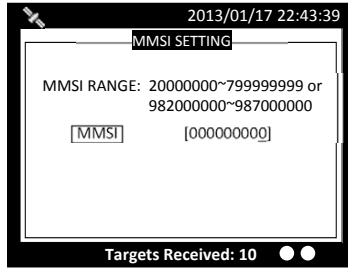 2013/01/17 22:43:39
MMSI SETTING
MMSI RANGE: 20000000~799999999 or
982000000~987000000
MMSI [000000000]
Targets Received: 10